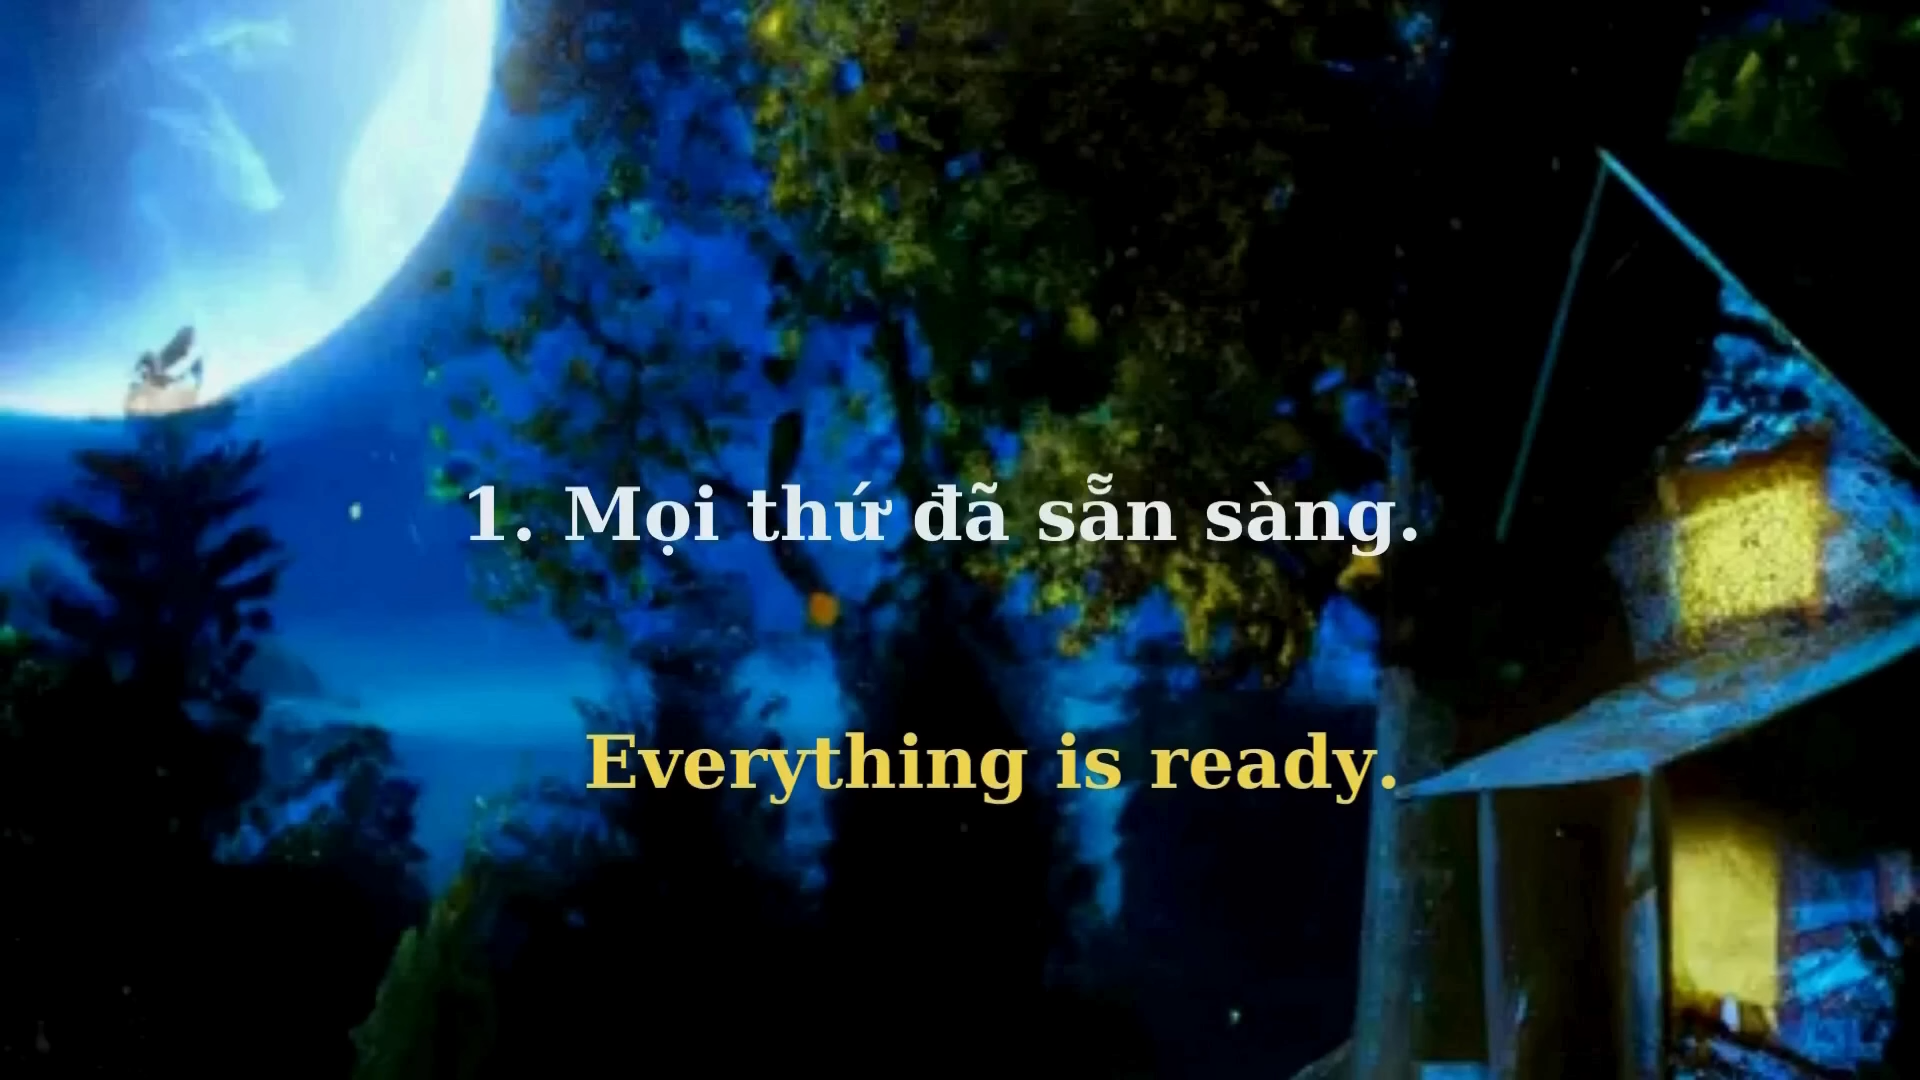 1. Mọi thứ đã sẵn sàng.
Everything is ready.